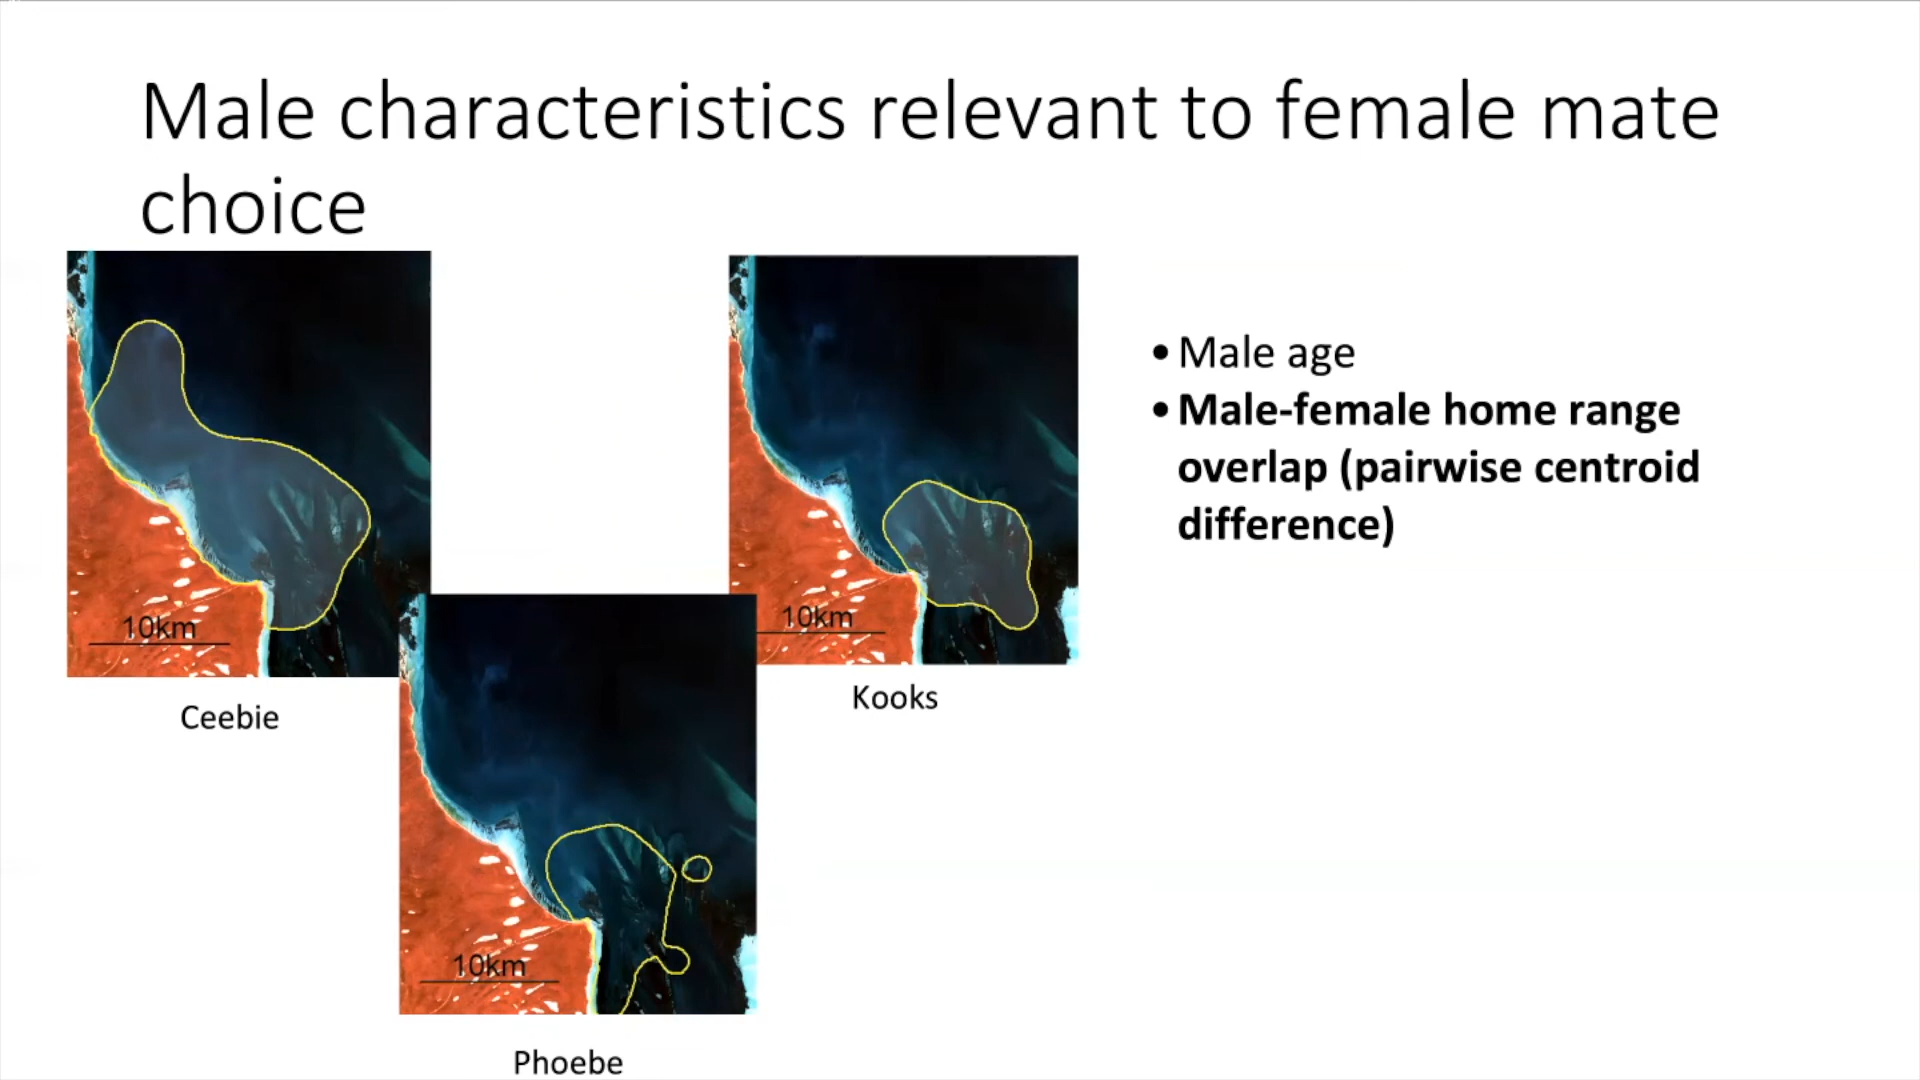 Male characteristics relevant to female mate
choice
10km
Ceebie
10km
Phoebe
10km
Kooks
• Male age
• Male-female home range
overlap (pairwise centroid
difference)